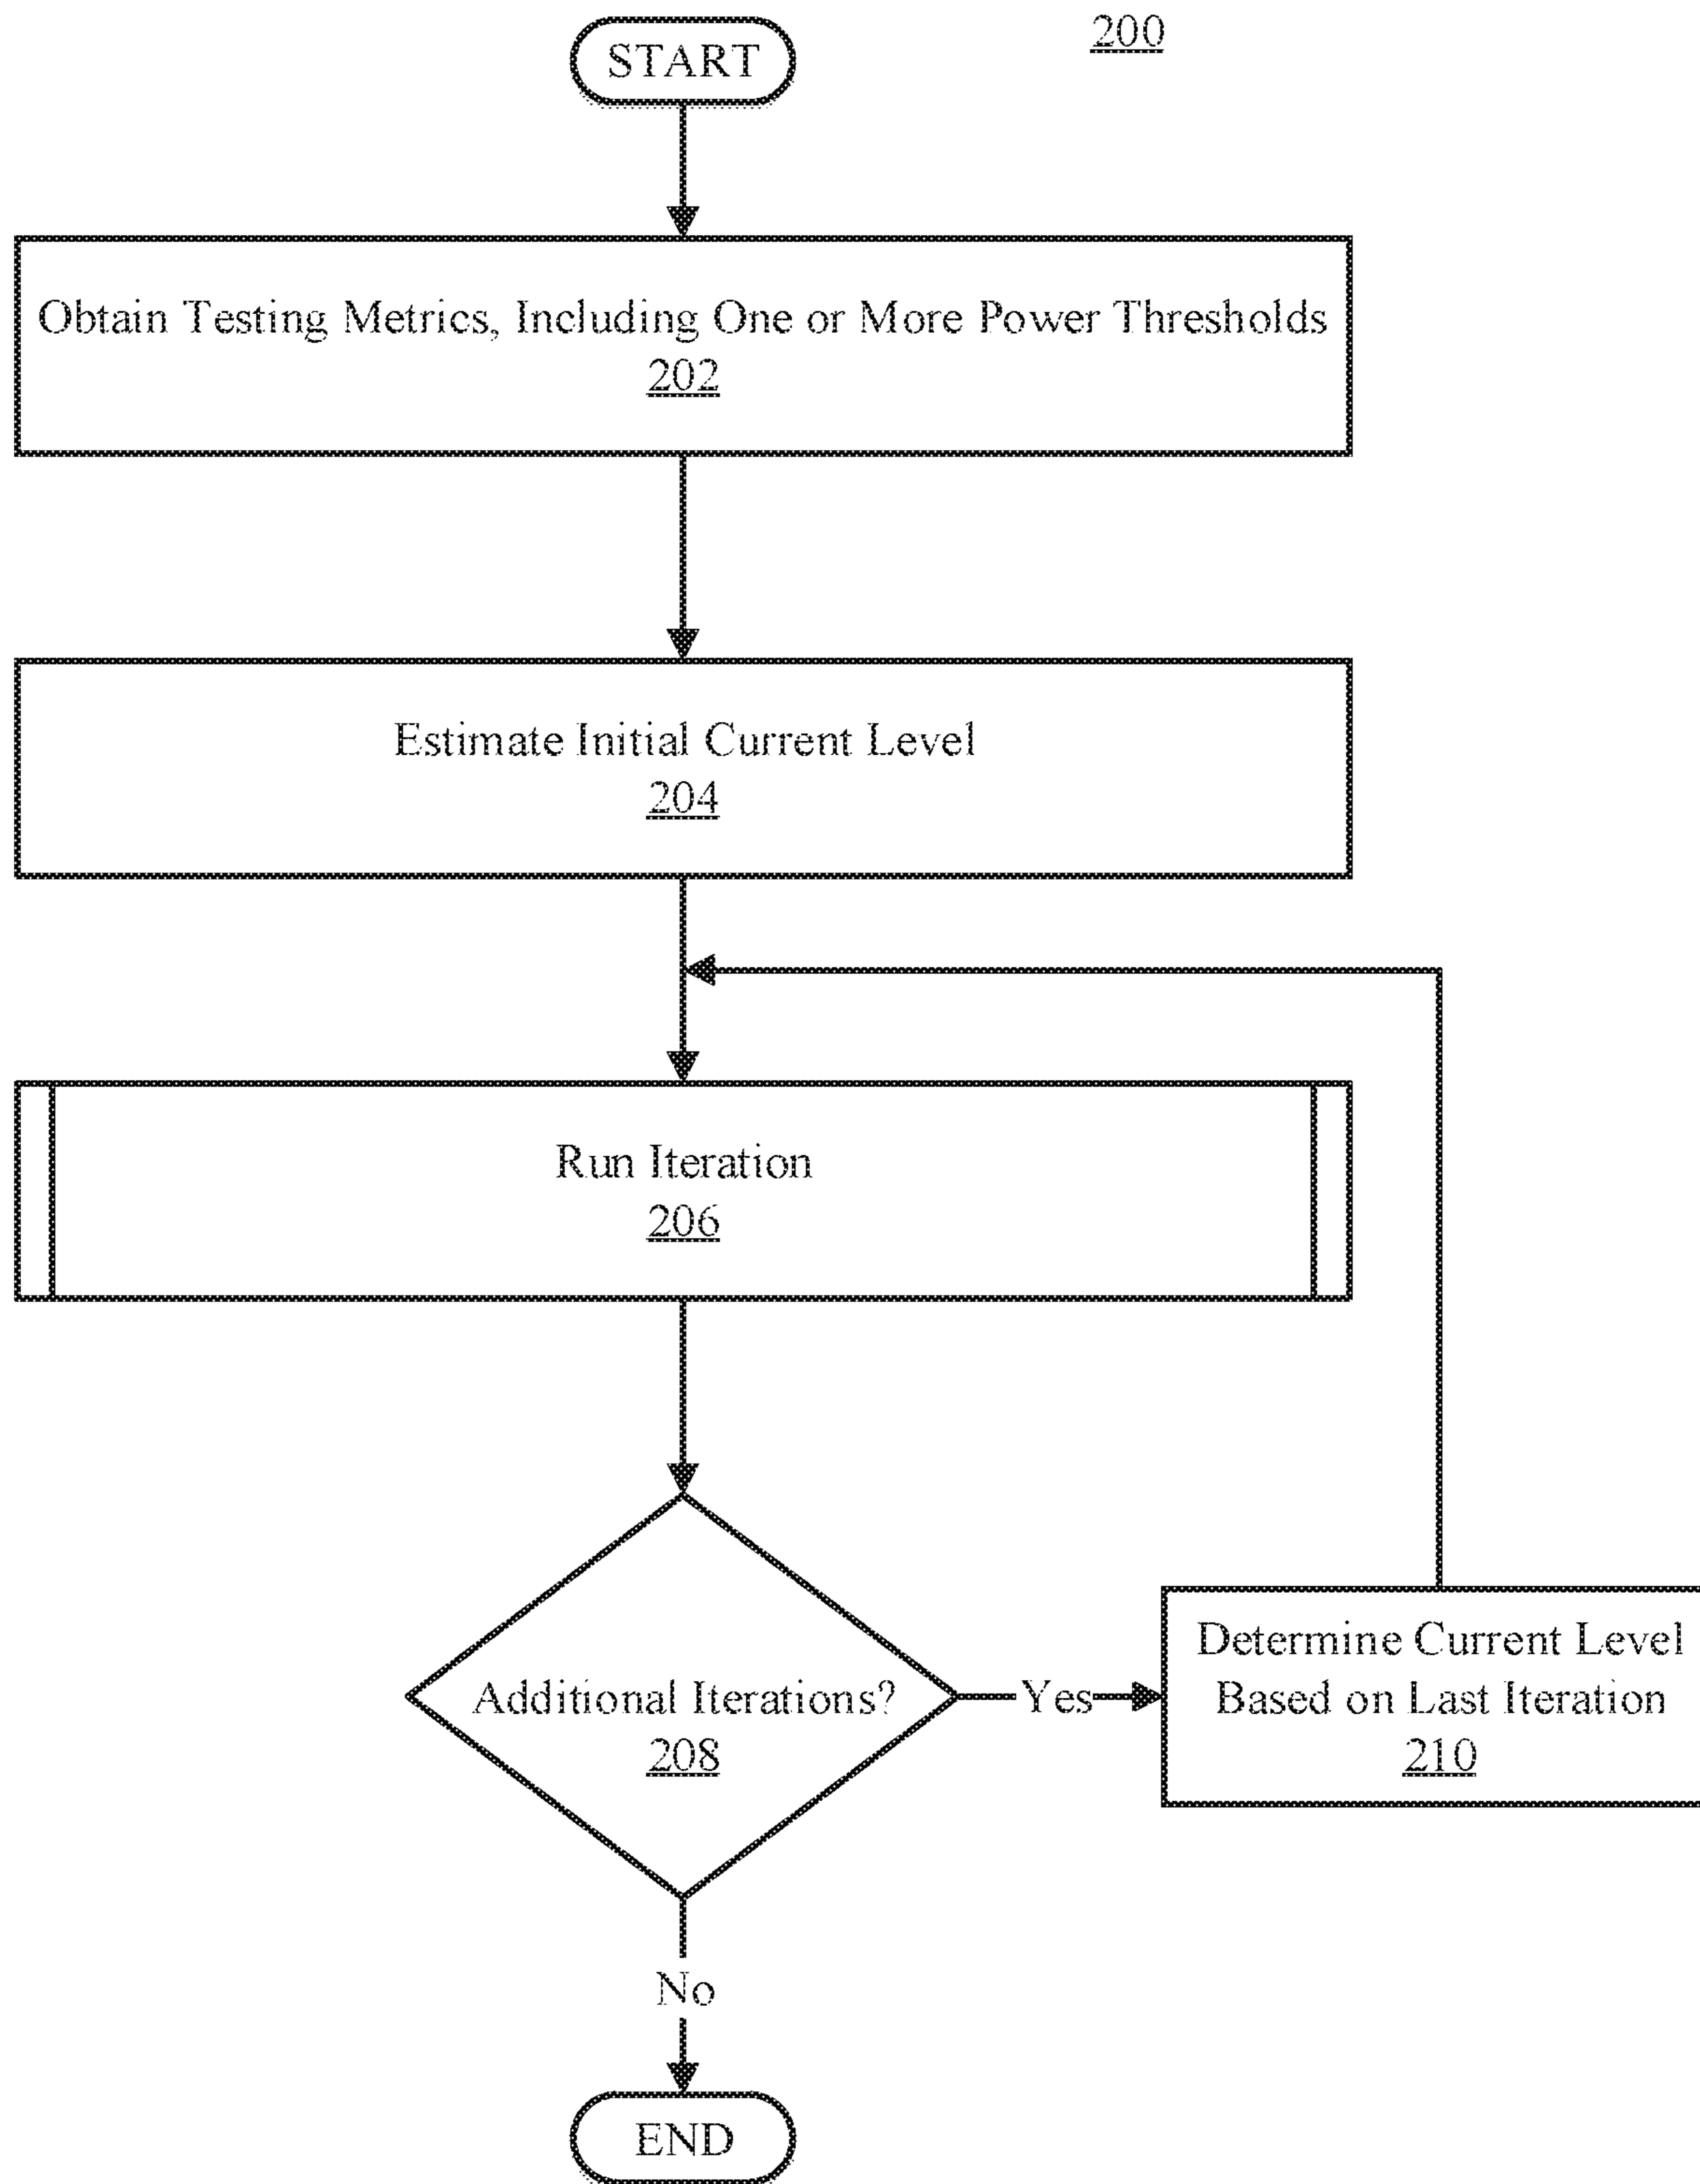 200
START
Obtain Testing Metrics, Including One or More Power Thresholds
202
Estimate Initial Current Level
204
Run Iteration
206
Additional Iterations?
208
Yes
Determine Current Level
Based on Last Iteration
210
No
END